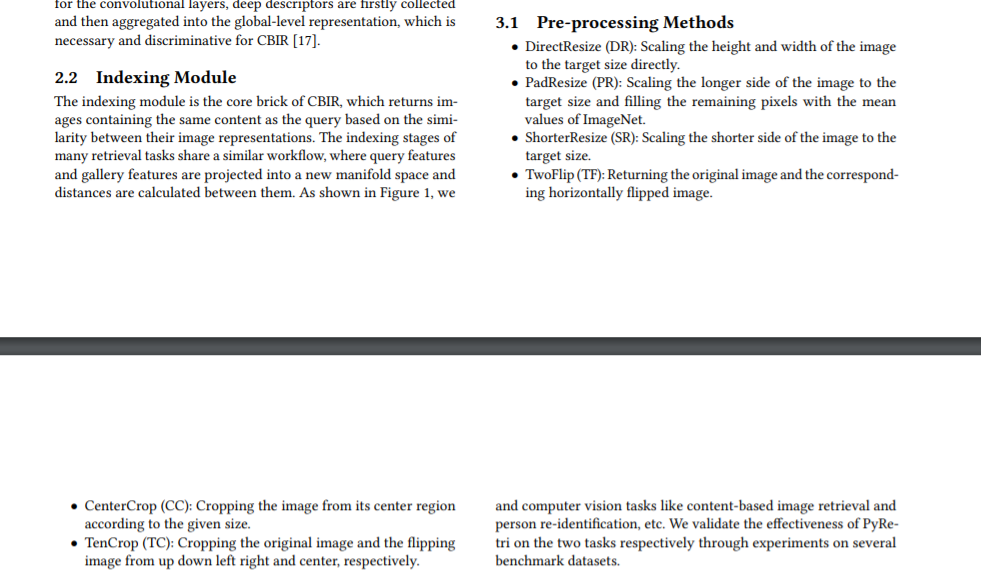 for the convolutional layers, deep descriptors are firstly collected
and then aggregated into the global-level representation, which is
necessary and discriminative for CBIR [17].
2.2 Indexing Module
The indexing module is the core brick of CBIR, which returns im-
ages containing the same content as the query based on the simi-
larity between their image representations. The indexing stages of
many retrieval tasks share a similar workflow, where query features
and gallery features are projected into a new manifold space and
distances are calculated between them. As shown in Figure 1, we
3.1 Pre-processing Methods
• DirectResize (DR): Scaling the height and width of the image
to the target size directly.
• PadResize (PR): Scaling the longer side of the image to the
target size and filling the remaining pixels with the mean
values of ImageNet.
• ShorterResize (SR): Scaling the shorter side of the image to the
target size.
• TwoFlip (TF): Returning the original image and the correspond-
ing horizontally flipped image.
• CenterCrop (CC): Cropping the image from its center region
according to the given size.
• TenCrop (TC): Cropping the original image and the flipping
image from up down left right and center, respectively.
and computer vision tasks like content-based image retrieval and
person re-identification, etc. We validate the effectiveness of PyRe-
tri on the two tasks respectively through experiments on several
benchmark datasets.